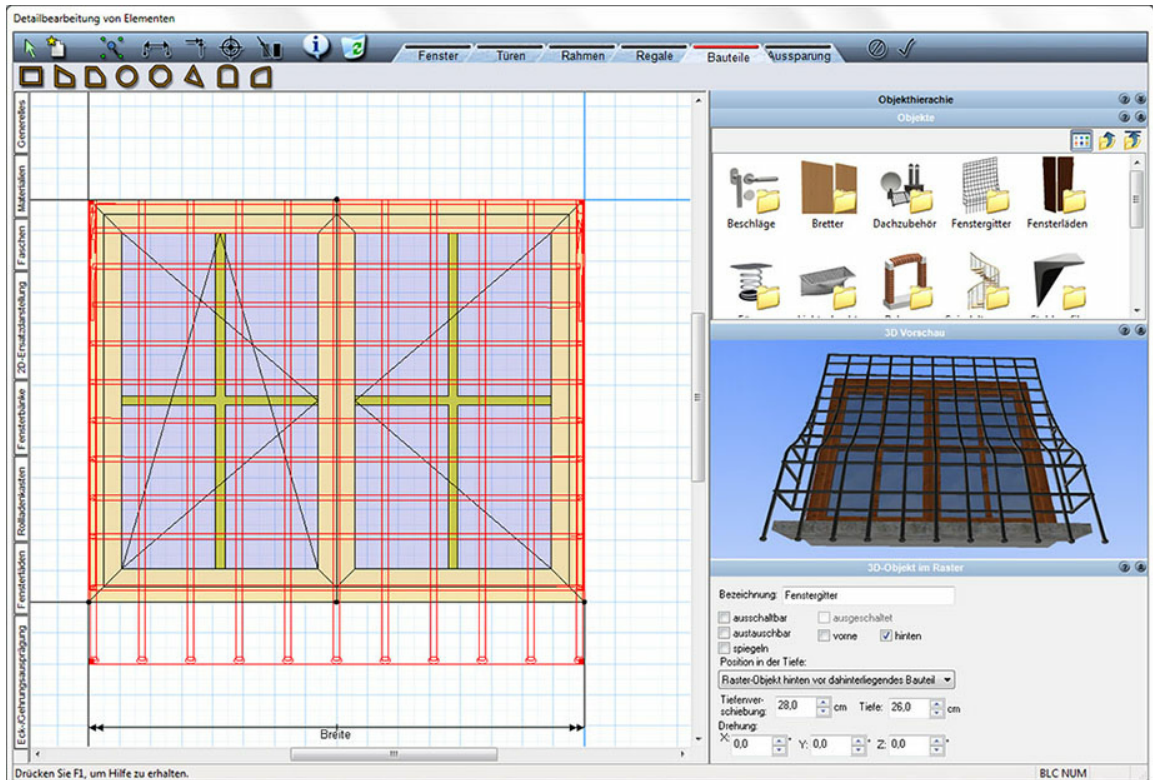 Detailbearbeitung von Elementen
Fenster Türen Rahmen Regale Bauteile Aussparung
Generelles
Materialien
Faschen
2D-Ersatzdarstellung
Fensterbänke
Rolladenkasten
Fensterläden
Eck-/Gehrungsausprägung
Breite
Objekthierachie
Objekte
Beschläge Bretter Dachzubehör Fenstergitter Fensterläden
3D Vorschau
3D-Objekt im Raster
Bezeichnung: Fenstergitter
ausschaltbar ausgeschaltet
austauschbar vorne hinten
spiegeln
Position in der Tiefe:
Raster-Objekt hinten vor dahinterliegendes Bauteil
Tiefenver-
schiebung: 28,0 cm Tiefe: 26,0 cm
Drehung:
X: 0,0 ° Y: 0,0 ° Z: 0,0 °
Drücken Sie F1, um Hilfe zu erhalten.
BLC NUM